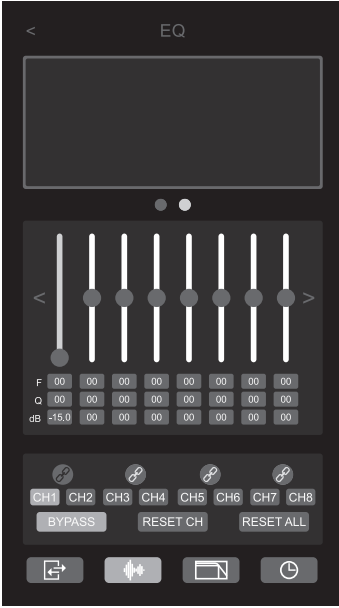 < EQ
< >
F 00 00 00 00 00 00 00 00
Q 00 00 00 00 00 00 00 00
dB -15.0 00 00 00 00 00 00 00
CH1 CH2 CH3 CH4 CH5 CH6 CH7 CH8
BYPASS RESET CH RESET ALL